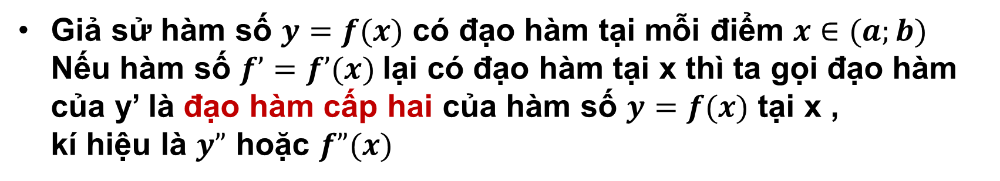 • Giả sử hàm số y = f(x) có đạo hàm tại mỗi điểm x ∈ (a; b)
Nếu hàm số f’ = f’(x) lại có đạo hàm tại x thì ta gọi đạo hàm
của y’ là đạo hàm cấp hai của hàm số y = f(x) tại x ,
kí hiệu là y” hoặc f”(x)